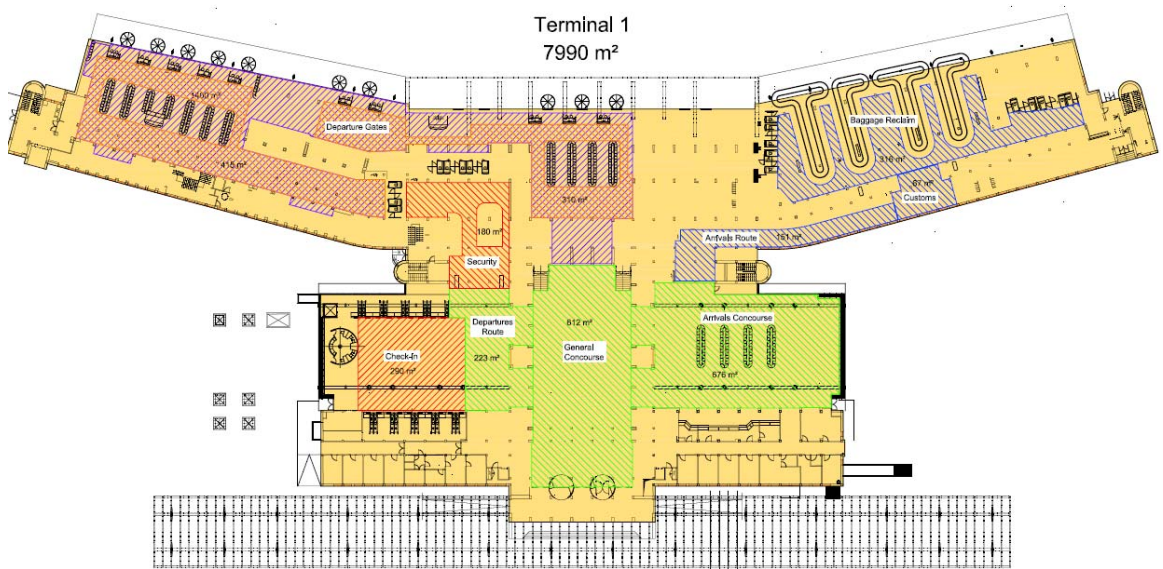 Terminal 1
7990 m²
1400 m²
Departure Gates
415 m²
310 m²
180 m²
Security
Baggage Reclaim
316 m²
67 m²
Customs
Arrivals Route
161 m²
Check-In
290 m²
Departures
Route
223 m²
612 m²
General
Concourse
Arrivals Concourse
676 m²